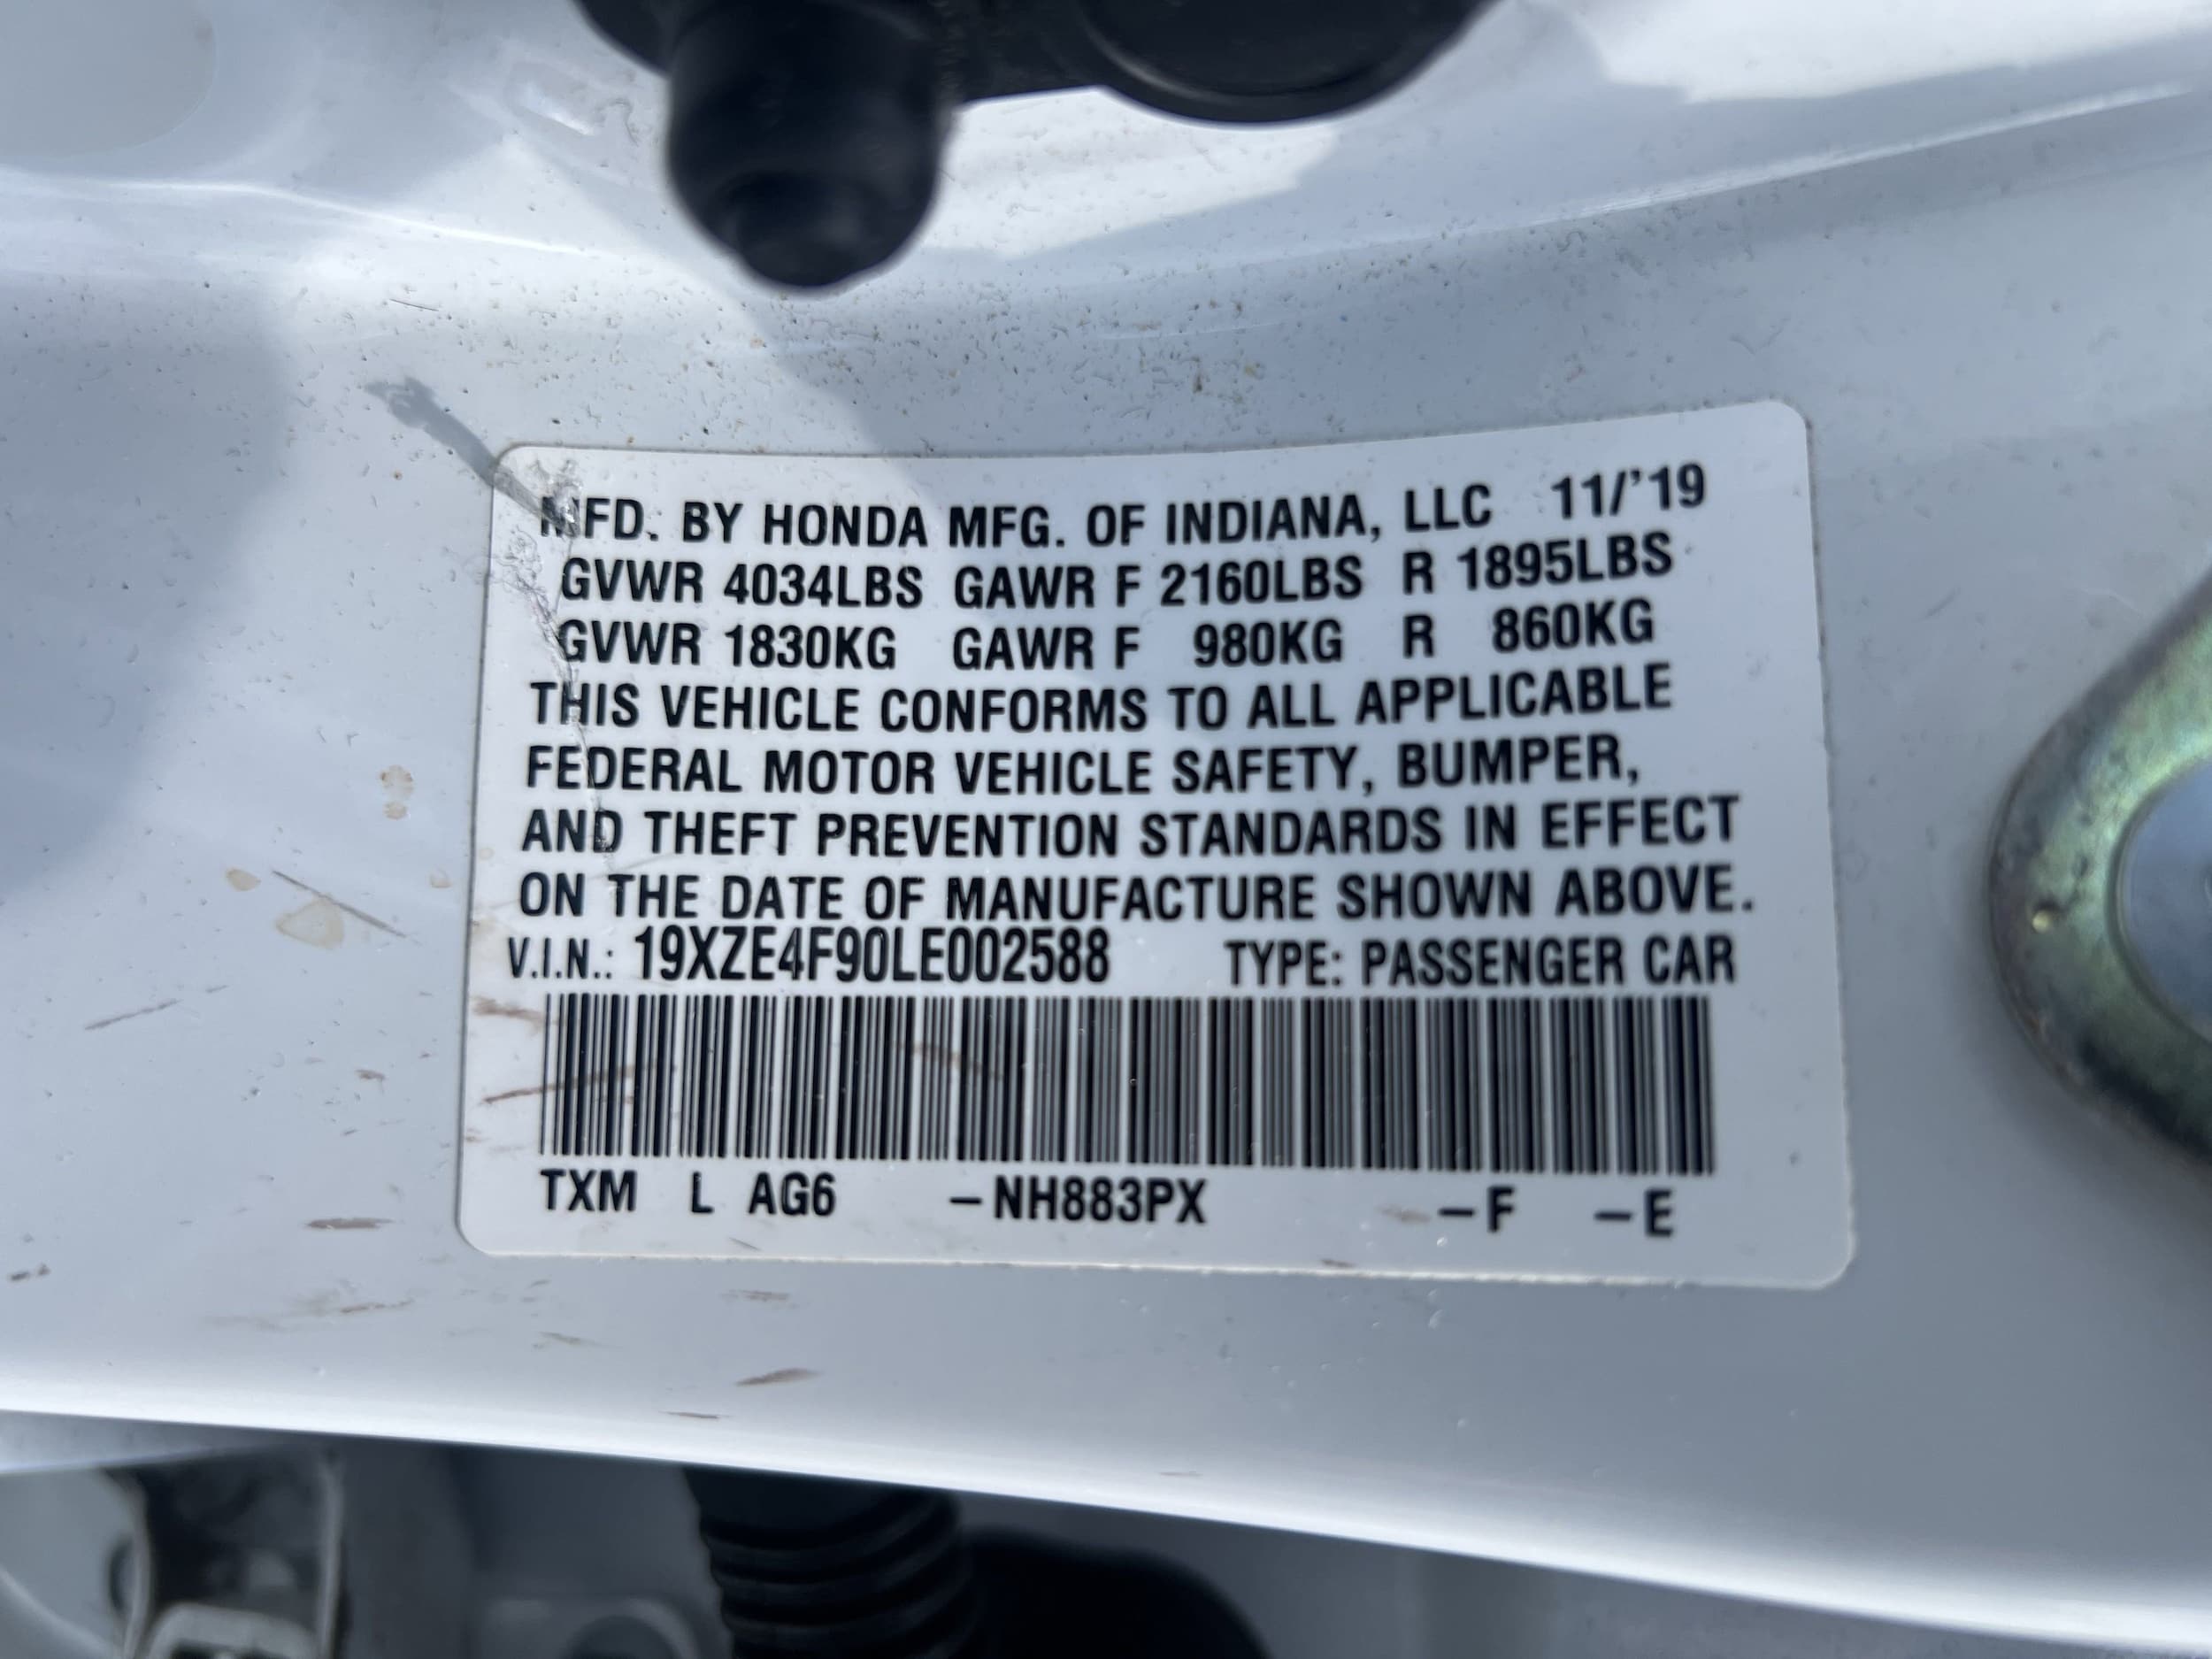 MFD. BY HONDA MFG. OF INDIANA, LLC 11/'19
GVWR 4034LBS GAWR F 2160LBS R 1895LBS
GVWR 1830KG GAWR F 980KG R 860KG
THIS VEHICLE CONFORMS TO ALL APPLICABLE
FEDERAL MOTOR VEHICLE SAFETY, BUMPER,
AND THEFT PREVENTION STANDARDS IN EFFECT
ON THE DATE OF MANUFACTURE SHOWN ABOVE.
V.I.N.: 19XZE4F90LE002588 TYPE: PASSENGER CAR
TXM L AG6 –NH883PX –F –E